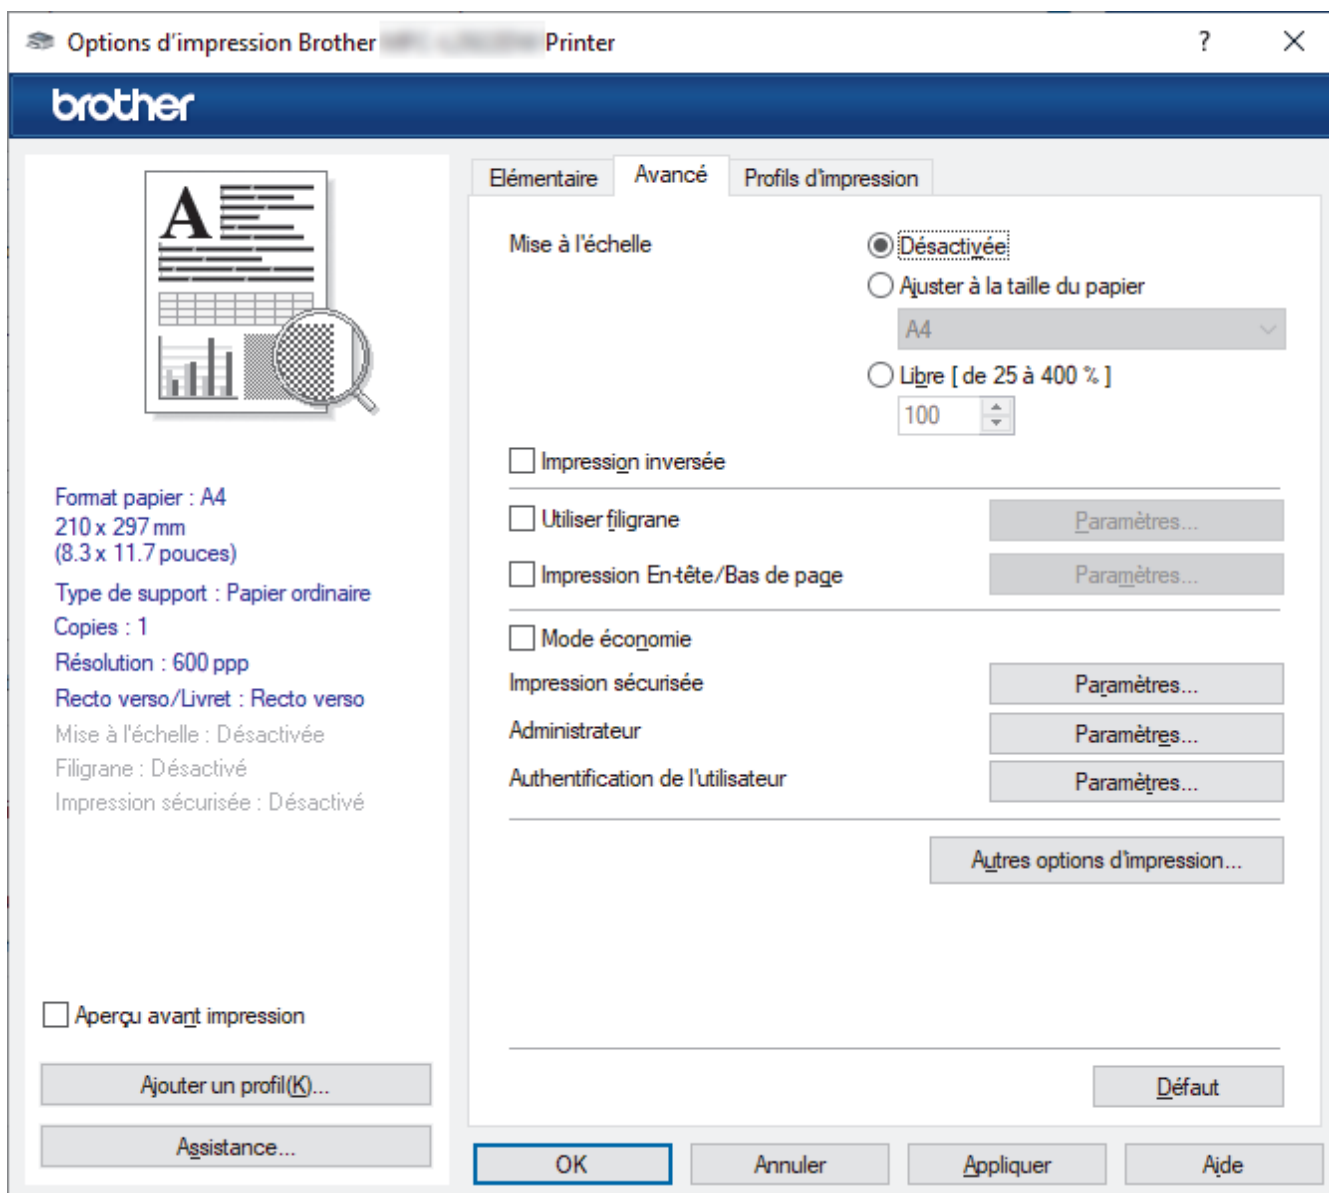 Options d'impression Brother Printer
brother
Elémentaire
Avancé
Profils d'impression
A
Format papier : A4
210 x 297 mm
(8.3 x 11.7 pouces)
Type de support : Papier ordinaire
Copies : 1
Résolution : 600 ppp
Recto verso/Livret : Recto verso
Mise à l'échelle : Désactivée
Filigrane : Désactivé
Impression sécurisée : Désactivé
Aperçu avant impression
Ajouter un profil(K)...
Assistance...
Mise à l'échelle
Désactivée
Ajuster à la taille du papier
A4
Libre [ de 25 à 400 % ]
100
Impression inversée
Utiliser filigrane
Paramètres...
Impression En-tête/Bas de page
Paramètres...
Mode économie
Impression sécurisée
Paramètres...
Administrateur
Paramètres...
Authentification de l'utilisateur
Paramètres...
Autres options d'impression...
Défaut
OK
Annuler
Appliquer
Aide